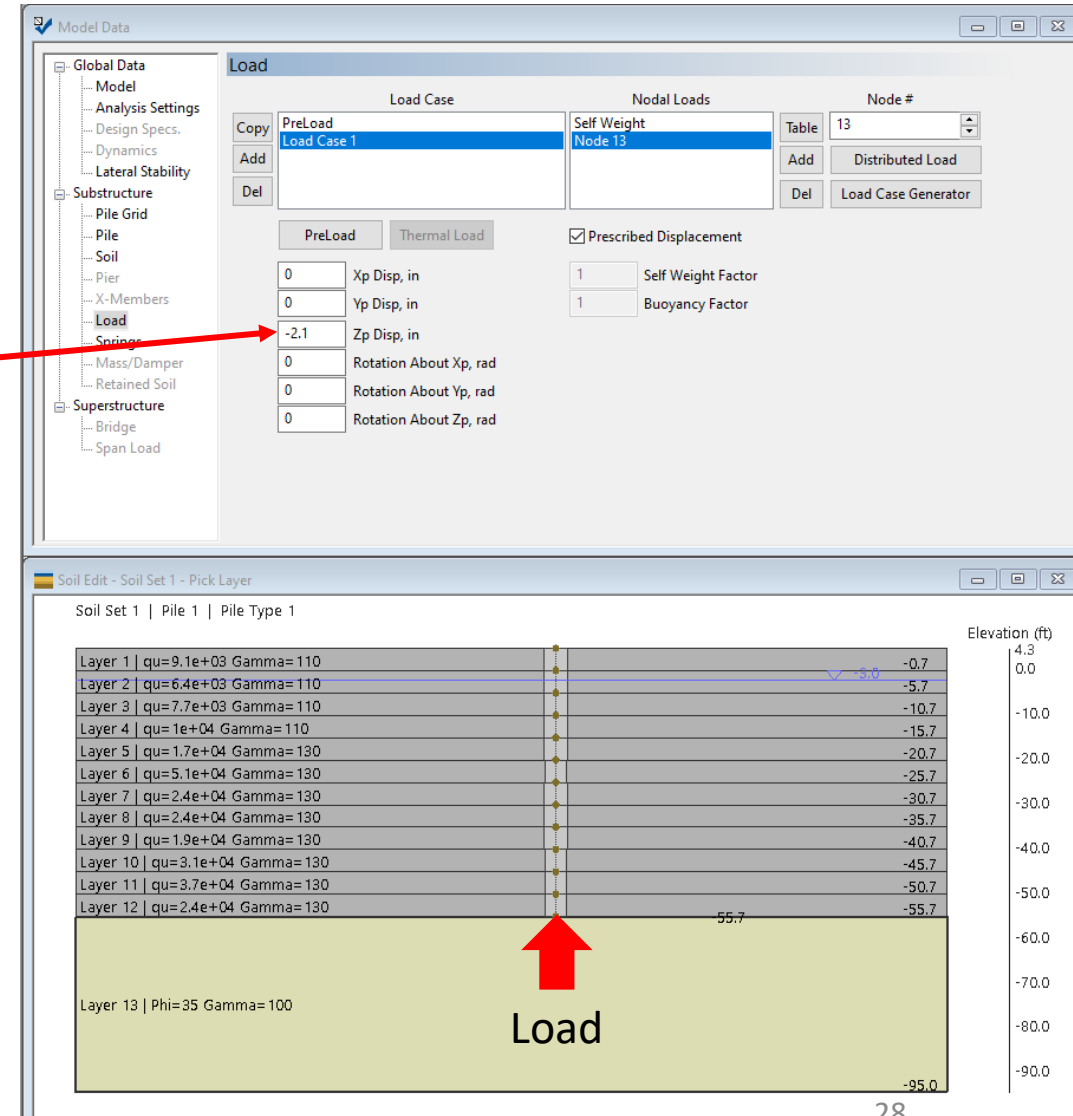 Model Data
Global Data
Model
Analysis Settings
Design Specs.
Dynamics
Lateral Stability
Substructure
Pile Grid
Pile
Soil
Pier
X-Members
Load
Springs
Mass/Damper
Retained Soil
Superstructure
Bridge
Span Load
Load
Load Case
Nodal Loads
Node #
Copy
Add
Del
PreLoad
Load Case 1
Self Weight
Node 13
Table
Add
Del
13
Distributed Load
Load Case Generator
PreLoad
Thermal Load
Prescribed Displacement
0 Xp Disp, in
0 Yp Disp, in
-2.1 Zp Disp, in
0 Rotation About Xp, rad
0 Rotation About Yp, rad
0 Rotation About Zp, rad
1 Self Weight Factor
1 Buoyancy Factor
Soil Edit - Soil Set 1 - Pick Layer
Soil Set 1 | Pile 1 | Pile Type 1
Elevation (ft)
4.3
Layer 1 | qu=9.1e+03 Gamma=110 -0.7 0.0
-3.0
Layer 2 | qu=6.4e+03 Gamma=110 -5.7
Layer 3 | qu=7.7e+03 Gamma=110 -10.7 -10.0
Layer 4 | qu=1e+04 Gamma=110 -15.7
Layer 5 | qu=1.7e+04 Gamma=130 -20.7 -20.0
Layer 6 | qu=5.1e+04 Gamma=130 -25.7
Layer 7 | qu=2.4e+04 Gamma=130 -30.7 -30.0
Layer 8 | qu=2.4e+04 Gamma=130 -35.7
Layer 9 | qu=1.9e+04 Gamma=130 -40.7 -40.0
Layer 10 | qu=3.1e+04 Gamma=130 -45.7
Layer 11 | qu=3.7e+04 Gamma=130 -50.7 -50.0
Layer 12 | qu=2.4e+04 Gamma=130 -55.7
-55.7
-60.0
-70.0
Layer 13 | Phi=35 Gamma=100
Load
-80.0
-90.0
-95.0
28